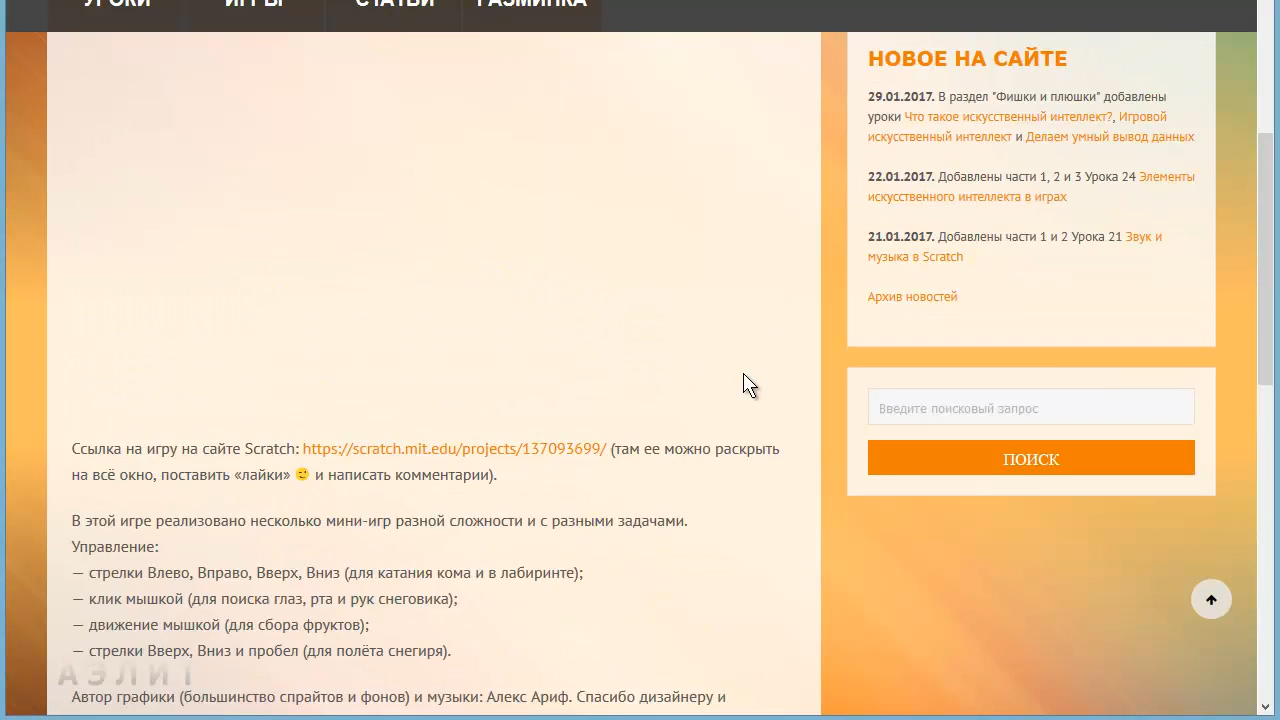 УРОКИ
ИГРЫ
СТАТЬИ
РАЗМИНКА
Ссылка на игру на сайте Scratch: https://scratch.mit.edu/projects/137093699/ (там ее можно раскрыть
на всё окно, поставить «лайки» 😉 и написать комментарии).
В этой игре реализовано несколько мини-игр разной сложности и с разными задачами.
Управление:
— стрелки Влево, Вправо, Вверх, Вниз (для катания кома и в лабиринте);
— клик мышкой (для поиска глаз, рта и рук снеговика);
— движение мышкой (для сбора фруктов);
— стрелки Вверх, Вниз и пробел (для полёта снегиря).
АЭЛИТ
Автор графики (большинство спрайтов и фонов) и музыки: Алекс Ариф. Спасибо дизайнеру и
НОВОЕ НА САЙТЕ
29.01.2017. В раздел "Фишки и плюшки" добавлены
уроки Что такое искусственный интеллект?, Игровой
искусственный интеллект и Делаем умный вывод данных
22.01.2017. Добавлены части 1, 2 и 3 Урока 24 Элементы
искусственного интеллекта в играх
21.01.2017. Добавлены части 1 и 2 Урока 21 Звук и
музыка в Scratch
Архив новостей
Введите поисковый запрос
ПОИСК